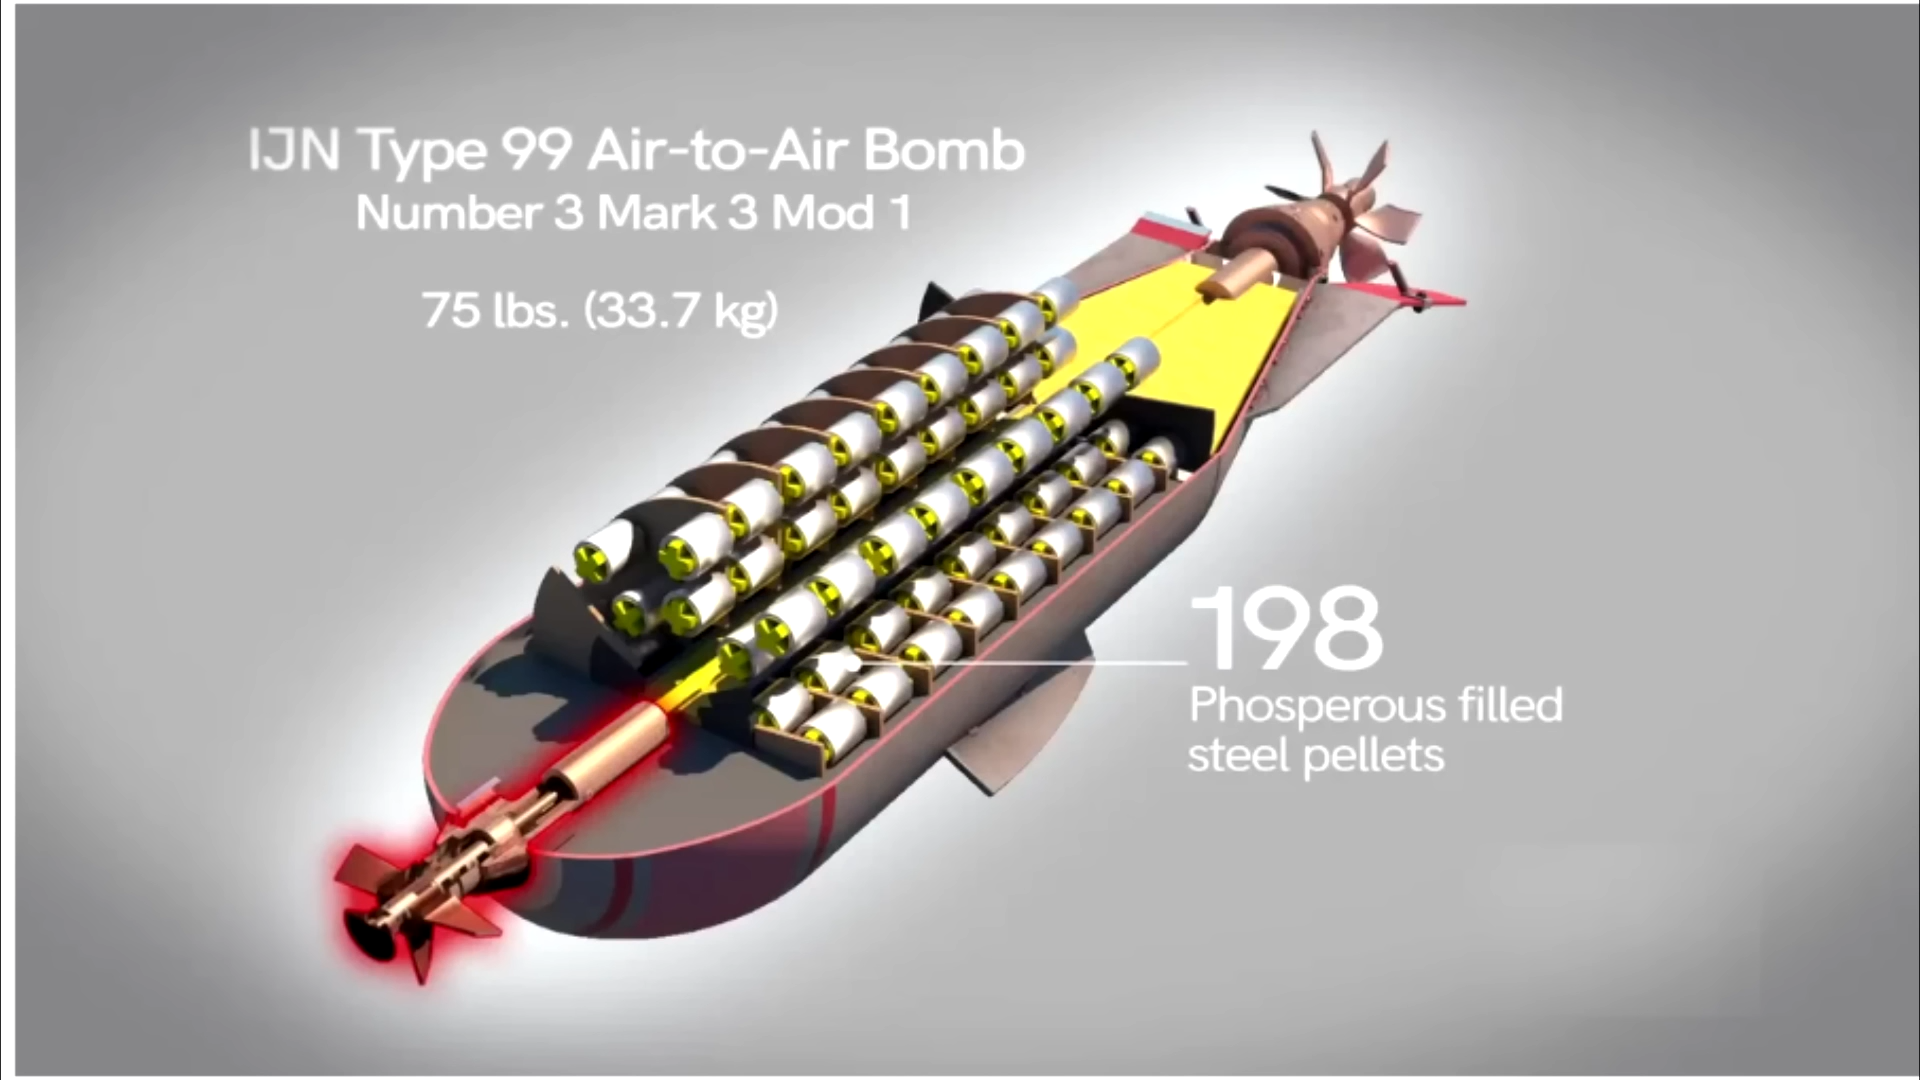 IJN Type 99 Air-to-Air Bomb
Number 3 Mark 3 Mod 1
75 lbs. (33.7 kg)
198
Phosperous filled
steel pellets